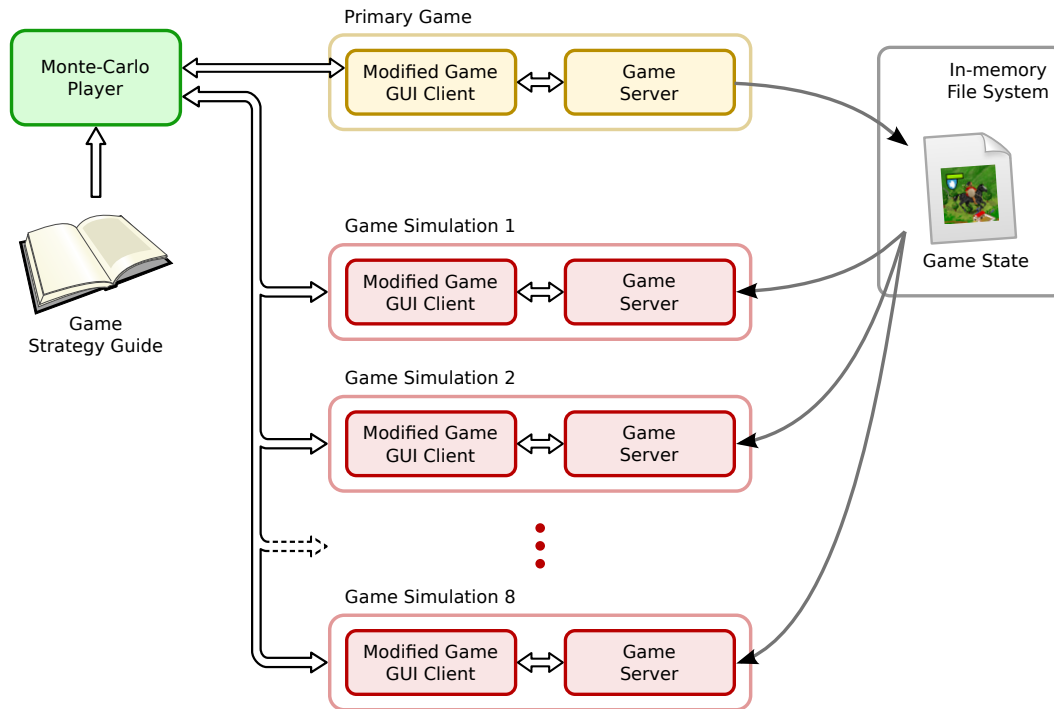 Primary Game
Monte-Carlo
Player
Modified Game
GUI Client
Game
Server
In-memory
File System
Game State
Game
Strategy Guide
Game Simulation 1
Modified Game
GUI Client
Game
Server
Game Simulation 2
Modified Game
GUI Client
Game
Server
Game Simulation 8
Modified Game
GUI Client
Game
Server